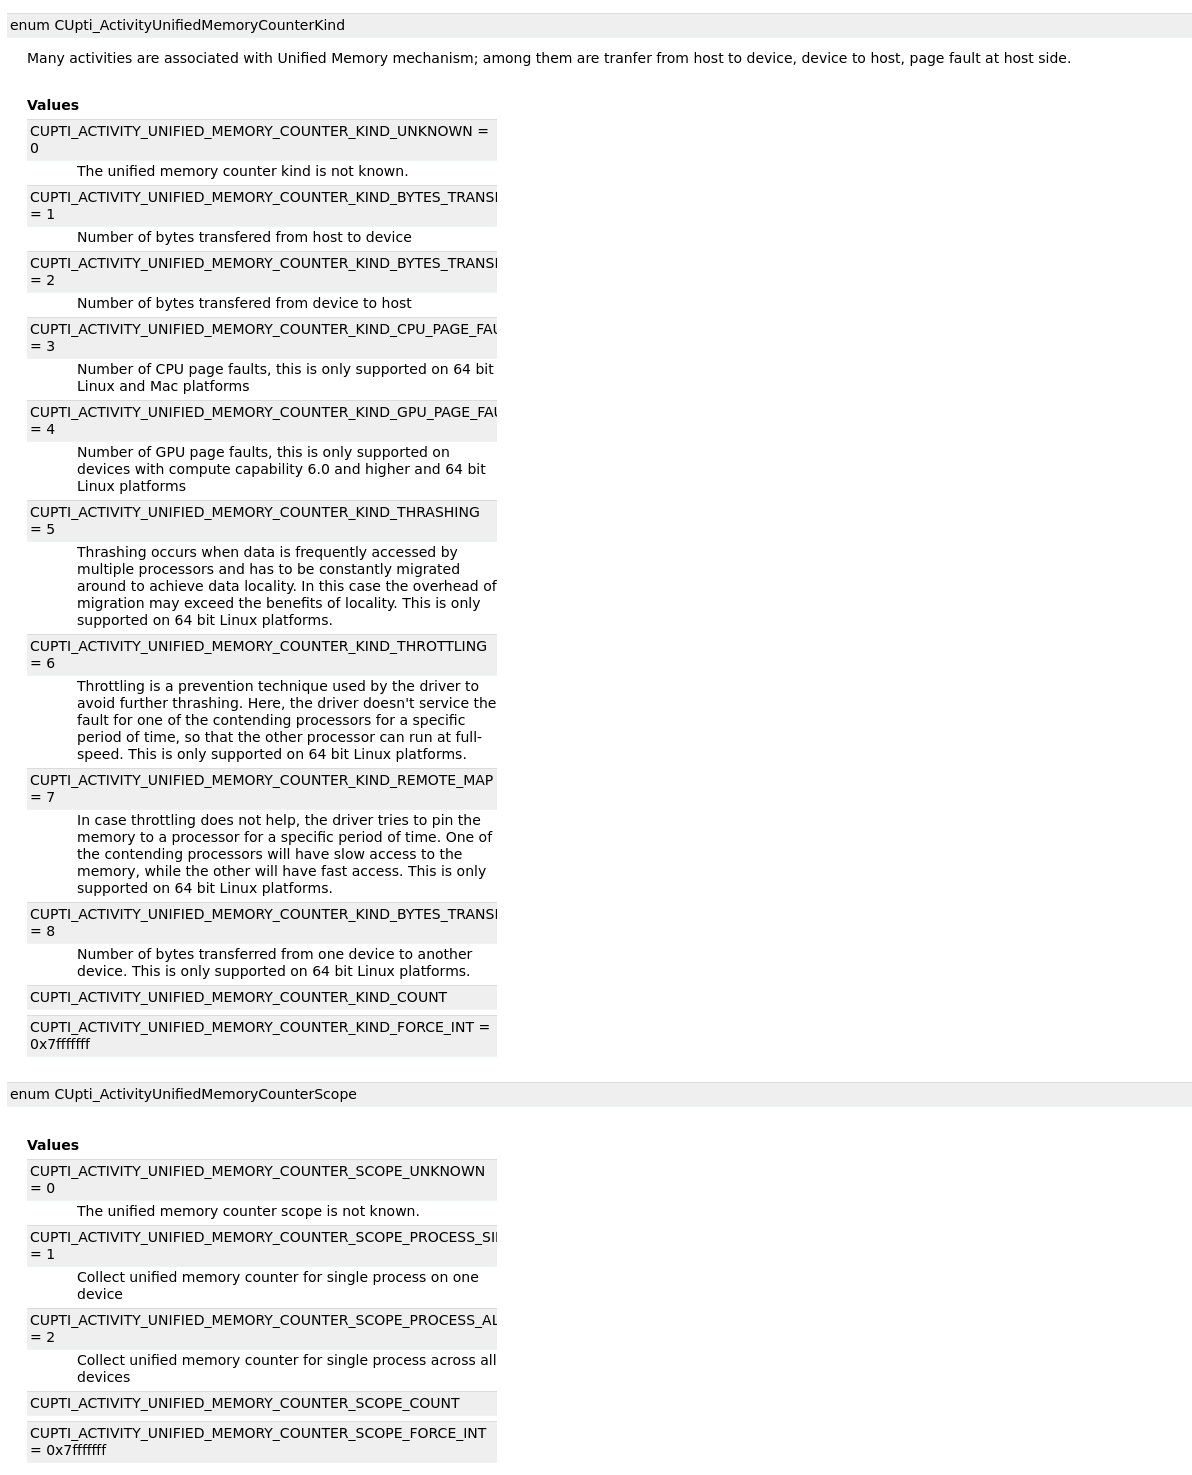 enum CUpti_ActivityUnifiedMemoryCounterKind
Many activities are associated with Unified Memory mechanism; among them are tranfer from host to device, device to host, page fault at host side.
Values
CUPTI_ACTIVITY_UNIFIED_MEMORY_COUNTER_KIND_UNKNOWN =
0
The unified memory counter kind is not known.
CUPTI_ACTIVITY_UNIFIED_MEMORY_COUNTER_KIND_BYTES_TRANS
= 1
Number of bytes transfered from host to device
CUPTI_ACTIVITY_UNIFIED_MEMORY_COUNTER_KIND_BYTES_TRANS
= 2
Number of bytes transfered from device to host
CUPTI_ACTIVITY_UNIFIED_MEMORY_COUNTER_KIND_CPU_PAGE_FAU
= 3
Number of CPU page faults, this is only supported on 64 bit
Linux and Mac platforms
CUPTI_ACTIVITY_UNIFIED_MEMORY_COUNTER_KIND_GPU_PAGE_FAU
= 4
Number of GPU page faults, this is only supported on
devices with compute capability 6.0 and higher and 64 bit
Linux platforms
CUPTI_ACTIVITY_UNIFIED_MEMORY_COUNTER_KIND_THRASHING
= 5
Thrashing occurs when data is frequently accessed by
multiple processors and has to be constantly migrated
around to achieve data locality. In this case the overhead of
migration may exceed the benefits of locality. This is only
supported on 64 bit Linux platforms.
CUPTI_ACTIVITY_UNIFIED_MEMORY_COUNTER_KIND_THROTTLING
= 6
Throttling is a prevention technique used by the driver to
avoid further thrashing. Here, the driver doesn't service the
fault for one of the contending processors for a specific
period of time, so that the other processor can run at full-
speed. This is only supported on 64 bit Linux platforms.
CUPTI_ACTIVITY_UNIFIED_MEMORY_COUNTER_KIND_REMOTE_MAP
= 7
In case throttling does not help, the driver tries to pin the
memory to a processor for a specific period of time. One of
the contending processors will have slow access to the
memory, while the other will have fast access. This is only
supported on 64 bit Linux platforms.
CUPTI_ACTIVITY_UNIFIED_MEMORY_COUNTER_KIND_BYTES_TRANS
= 8
Number of bytes transferred from one device to another
device. This is only supported on 64 bit Linux platforms.
CUPTI_ACTIVITY_UNIFIED_MEMORY_COUNTER_KIND_COUNT
CUPTI_ACTIVITY_UNIFIED_MEMORY_COUNTER_KIND_FORCE_INT =
0x7fffffff
enum CUpti_ActivityUnifiedMemoryCounterScope
Values
CUPTI_ACTIVITY_UNIFIED_MEMORY_COUNTER_SCOPE_UNKNOWN
= 0
The unified memory counter scope is not known.
CUPTI_ACTIVITY_UNIFIED_MEMORY_COUNTER_SCOPE_PROCESS_SI
= 1
Collect unified memory counter for single process on one
device
CUPTI_ACTIVITY_UNIFIED_MEMORY_COUNTER_SCOPE_PROCESS_AL
= 2
Collect unified memory counter for single process across all
devices
CUPTI_ACTIVITY_UNIFIED_MEMORY_COUNTER_SCOPE_COUNT
CUPTI_ACTIVITY_UNIFIED_MEMORY_COUNTER_SCOPE_FORCE_INT
= 0x7fffffff